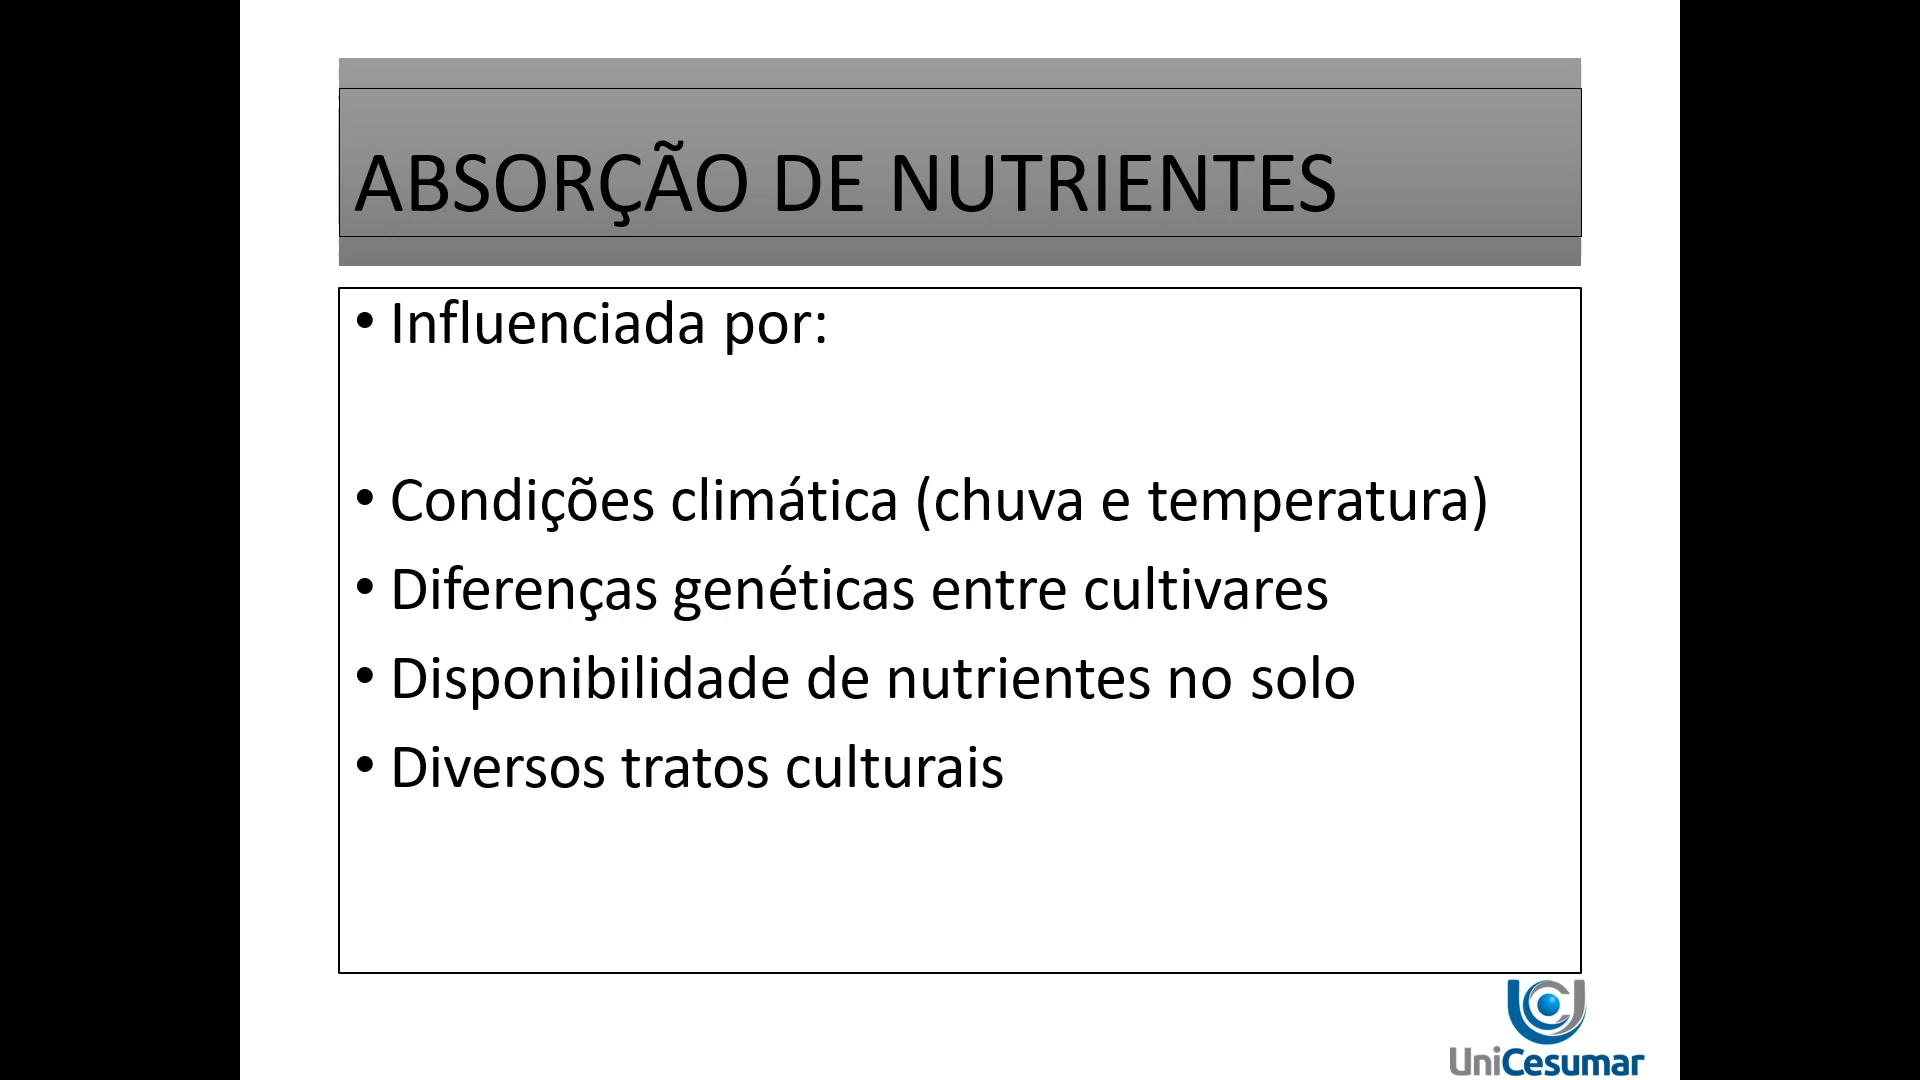 ABSORÇÃO DE NUTRIENTES
• Influenciada por:
• Condições climática (chuva e temperatura)
• Diferenças genéticas entre cultivares
• Disponibilidade de nutrientes no solo
• Diversos tratos culturais
UniCesumar